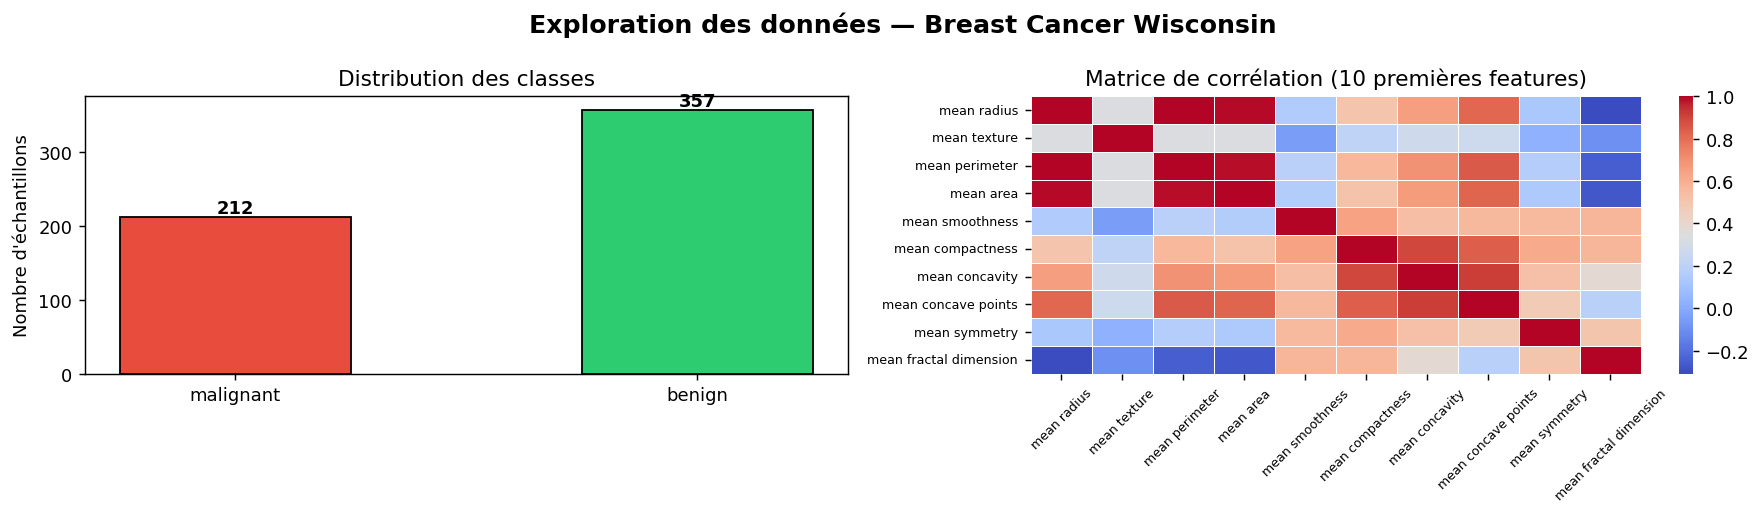 Exploration des données — Breast Cancer Wisconsin
Distribution des classes
Nombre d'échantillons
300
200
100
0
212
357
malignant
benign
Matrice de corrélation (10 premières features)
mean radius
mean texture
mean perimeter
mean area
mean smoothness
mean compactness
mean concavity
mean concave points
mean symmetry
mean fractal dimension
mean radius
mean texture
mean perimeter
mean area
mean smoothness
mean compactness
mean concavity
mean concave points
mean symmetry
mean fractal dimension
1.0
0.8
0.6
0.4
0.2
0.0
−0.2